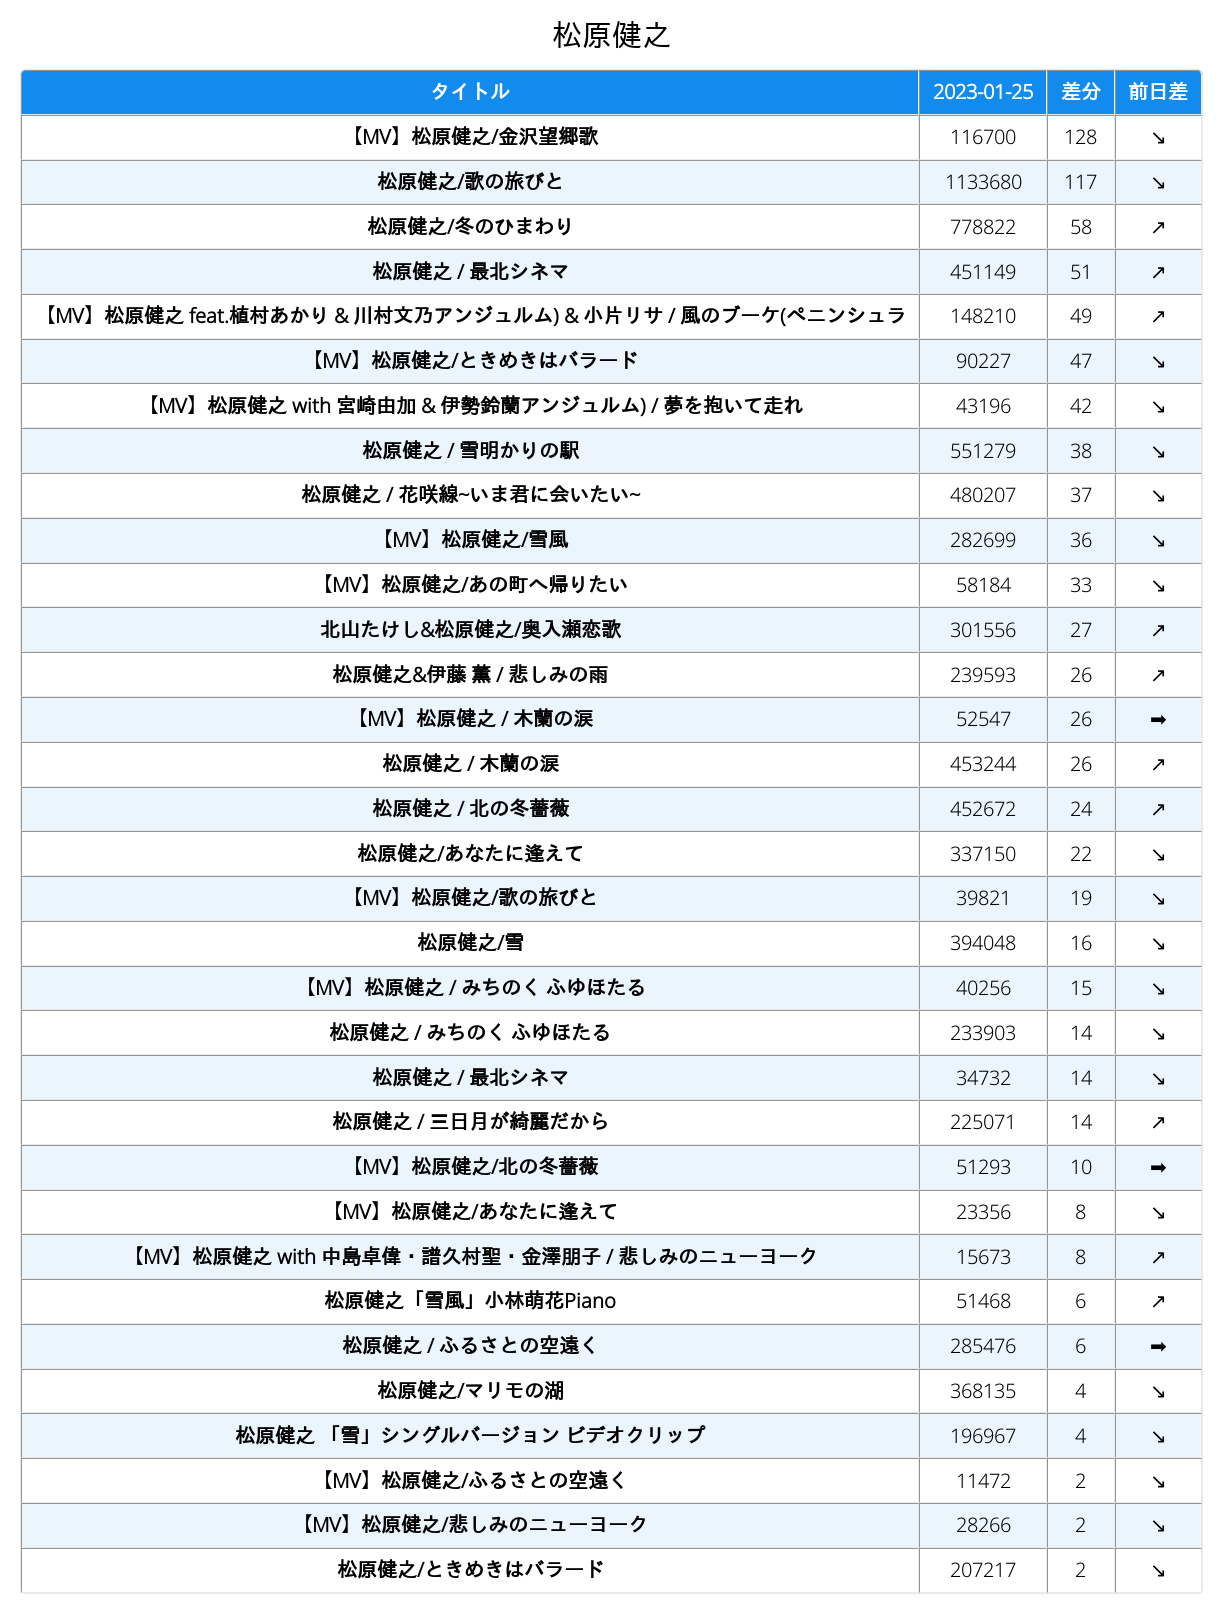 松原健之
タイトル 2023-01-25 差分 前日差
【MV】松原健之/金沢望郷歌 116700 128 ↘
松原健之/歌の旅びと 1133680 117 ↘
松原健之/冬のひまわり 778822 58 ↗
松原健之 / 最北シネマ 451149 51 ↗
【MV】松原健之 feat.植村あかり & 川村文乃アンジュルム) & 小片リサ / 風のブーケ(ペニンシュラ 148210 49 ↗
【MV】松原健之/ときめきはバラード 90227 47 ↘
【MV】松原健之 with 宮崎由加 & 伊勢鈴蘭アンジュルム) / 夢を抱いて走れ 43196 42 ↘
松原健之 / 雪明かりの駅 551279 38 ↘
松原健之 / 花咲線~いま君に会いたい~ 480207 37 ↘
【MV】松原健之/雪風 282699 36 ↘
【MV】松原健之/あの町へ帰りたい 58184 33 ↘
北山たけし&松原健之/奥入瀬恋歌 301556 27 ↗
松原健之&伊藤 薫 / 悲しみの雨 239593 26 ↗
【MV】松原健之 / 木蘭の涙 52547 26 ➡
松原健之 / 木蘭の涙 453244 26 ↗
松原健之 / 北の冬薔薇 452672 24 ↗
松原健之/あなたに逢えて 337150 22 ↘
【MV】松原健之/歌の旅びと 39821 19 ↘
松原健之/雪 394048 16 ↘
【MV】松原健之 / みちのく ふゆほたる 40256 15 ↘
松原健之 / みちのく ふゆほたる 233903 14 ↘
松原健之 / 最北シネマ 34732 14 ↘
松原健之 / 三日月が綺麗だから 225071 14 ↗
【MV】松原健之/北の冬薔薇 51293 10 ➡
【MV】松原健之/あなたに逢えて 23356 8 ↘
【MV】松原健之 with 中島卓偉・譜久村聖・金澤朋子 / 悲しみのニューヨーク 15673 8 ↗
松原健之「雪風」小林萌花Piano 51468 6 ↗
松原健之 / ふるさとの空遠く 285476 6 ➡
松原健之/マリモの湖 368135 4 ↘
松原健之 「雪」シングルバージョン ビデオクリップ 196967 4 ↘
【MV】松原健之/ふるさとの空遠く 11472 2 ↘
【MV】松原健之/悲しみのニューヨーク 28266 2 ↘
松原健之/ときめきはバラード 207217 2 ↘